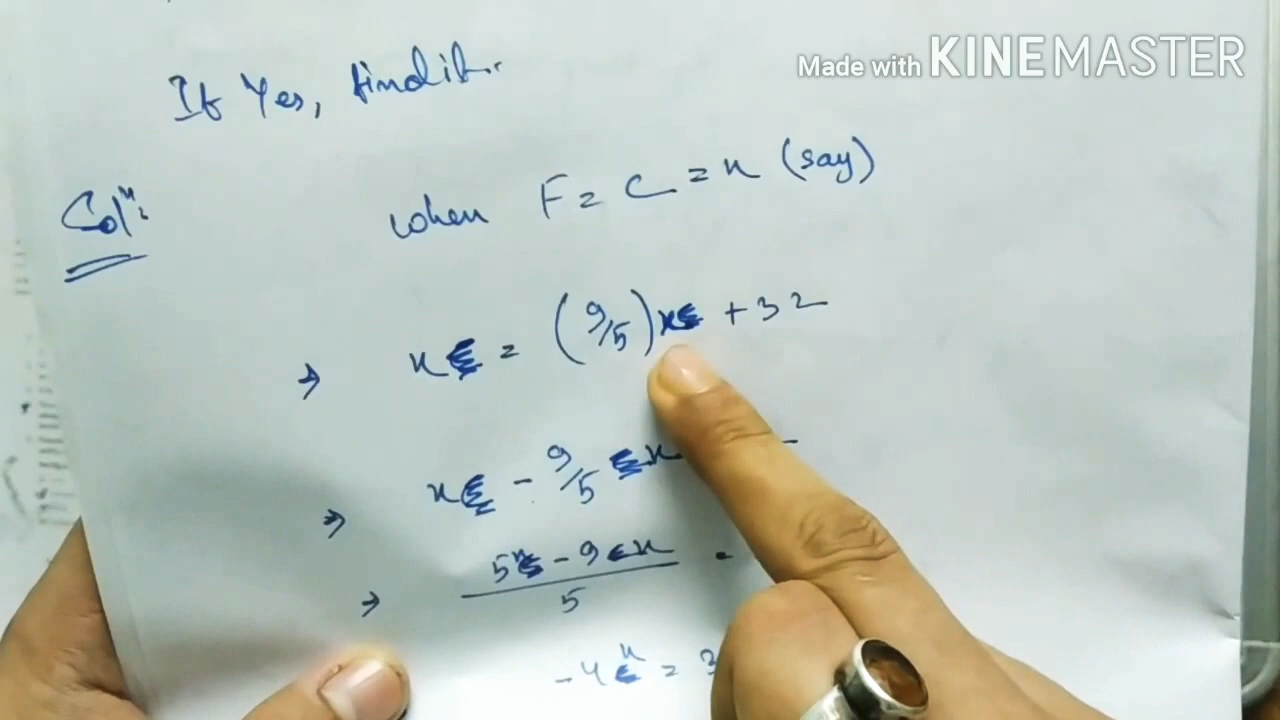 Made with KINEMASTER
If Yes, find it.
Solⁿ:
when F = C = x (say)
⇒ x = (9/5)x + 32
⇒ x - 9/5 x
⇒ 5x - 9x / 5 =
-4x = 3